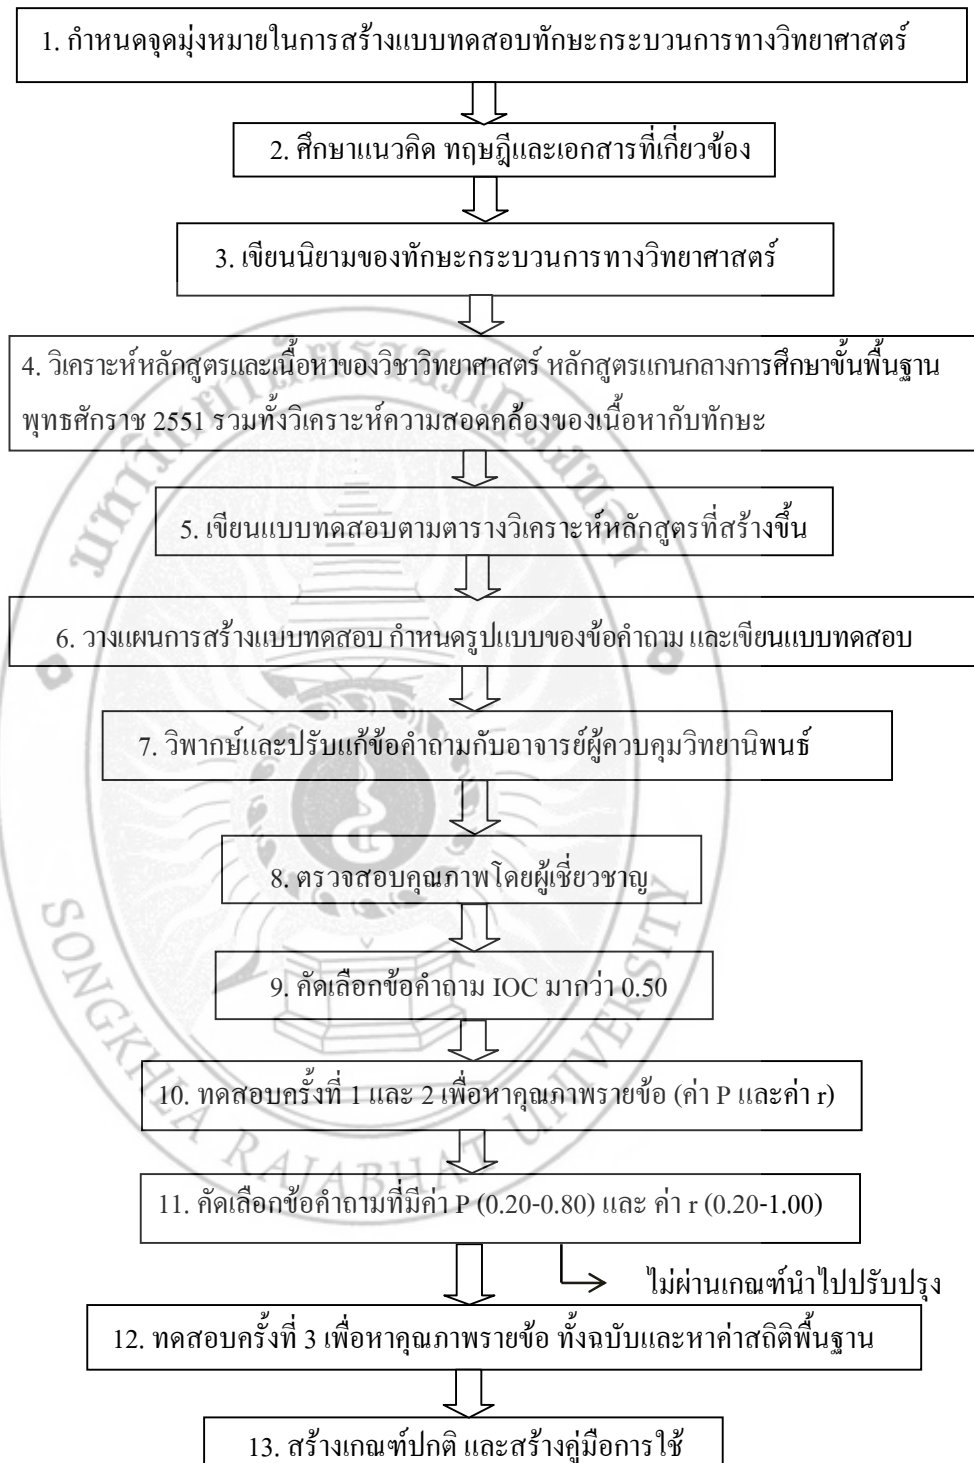 1. กำหนดจุดมุ่งหมายในการสร้างแบบทดสอบทักษะกระบวนการทางวิทยาศาสตร์
2. ศึกษาแนวคิด ทฤษฎีและเอกสารที่เกี่ยวข้อง
3. เขียนนิยามของทักษะกระบวนการทางวิทยาศาสตร์
4. วิเคราะห์หลักสูตรและเนื้อหาของวิชาวิทยาศาสตร์ หลักสูตรแกนกลางการศึกษาขั้นพื้นฐาน
พุทธศักราช 2551 รวมทั้งวิเคราะห์ความสอดคล้องของเนื้อหากับทักษะ
5. เขียนแบบทดสอบตามตารางวิเคราะห์หลักสูตรที่สร้างขึ้น
6. วางแผนการสร้างแบบทดสอบ กำหนดรูปแบบของข้อคำถาม และเขียนแบบทดสอบ
7. วิพากษ์และปรับแก้ข้อคำถามกับอาจารย์ผู้ควบคุมวิทยานิพนธ์
8. ตรวจสอบคุณภาพโดยผู้เชี่ยวชาญ
9. คัดเลือกข้อคำถาม IOC มากว่า 0.50
10. ทดสอบครั้งที่ 1 และ 2 เพื่อหาคุณภาพรายข้อ (ค่า P และค่า r)
11. คัดเลือกข้อคำถามที่มีค่า P (0.20-0.80) และ ค่า r (0.20-1.00)
ไม่ผ่านเกณฑ์นำไปปรับปรุง
12. ทดสอบครั้งที่ 3 เพื่อหาคุณภาพรายข้อ ทั้งฉบับและหาค่าสถิติพื้นฐาน
13. สร้างเกณฑ์ปกติ และสร้างคู่มือการใช้
มหาวิทยาลัยราชภัฏสงขลา
SONGKHLA RAJABHAT UNIVERSITY